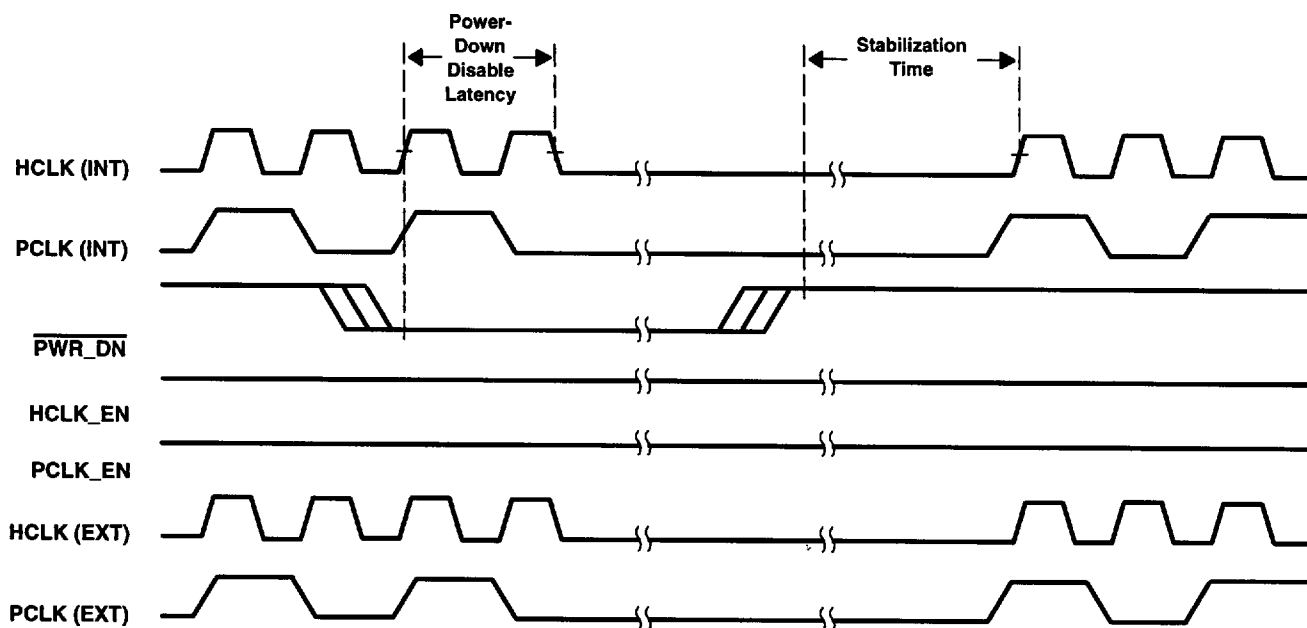 Power-
Down
Disable
Latency
Stabilization
Time
HCLK (INT)
PCLK (INT)
PWR_DN
HCLK_EN
PCLK_EN
HCLK (EXT)
PCLK (EXT)